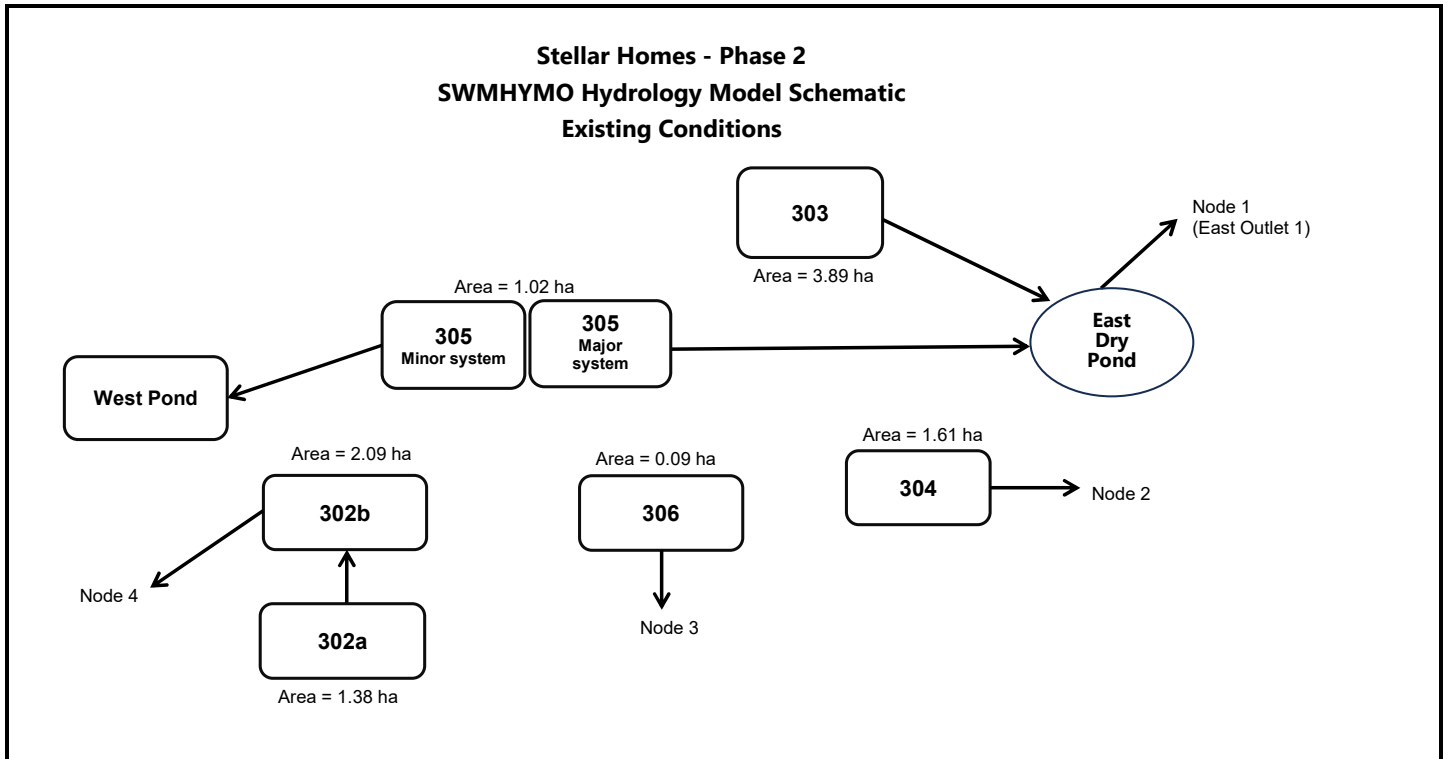 Stellar Homes - Phase 2
SWMHYMO Hydrology Model Schematic
Existing Conditions
303
Area = 3.89 ha
Node 1
(East Outlet 1)
Area = 1.02 ha
305
Minor system
305
Major
system
East
Dry
Pond
West Pond
Area = 2.09 ha
302b
Area = 0.09 ha
306
Area = 1.61 ha
304
Node 2
Node 4
302a
Area = 1.38 ha
Node 3